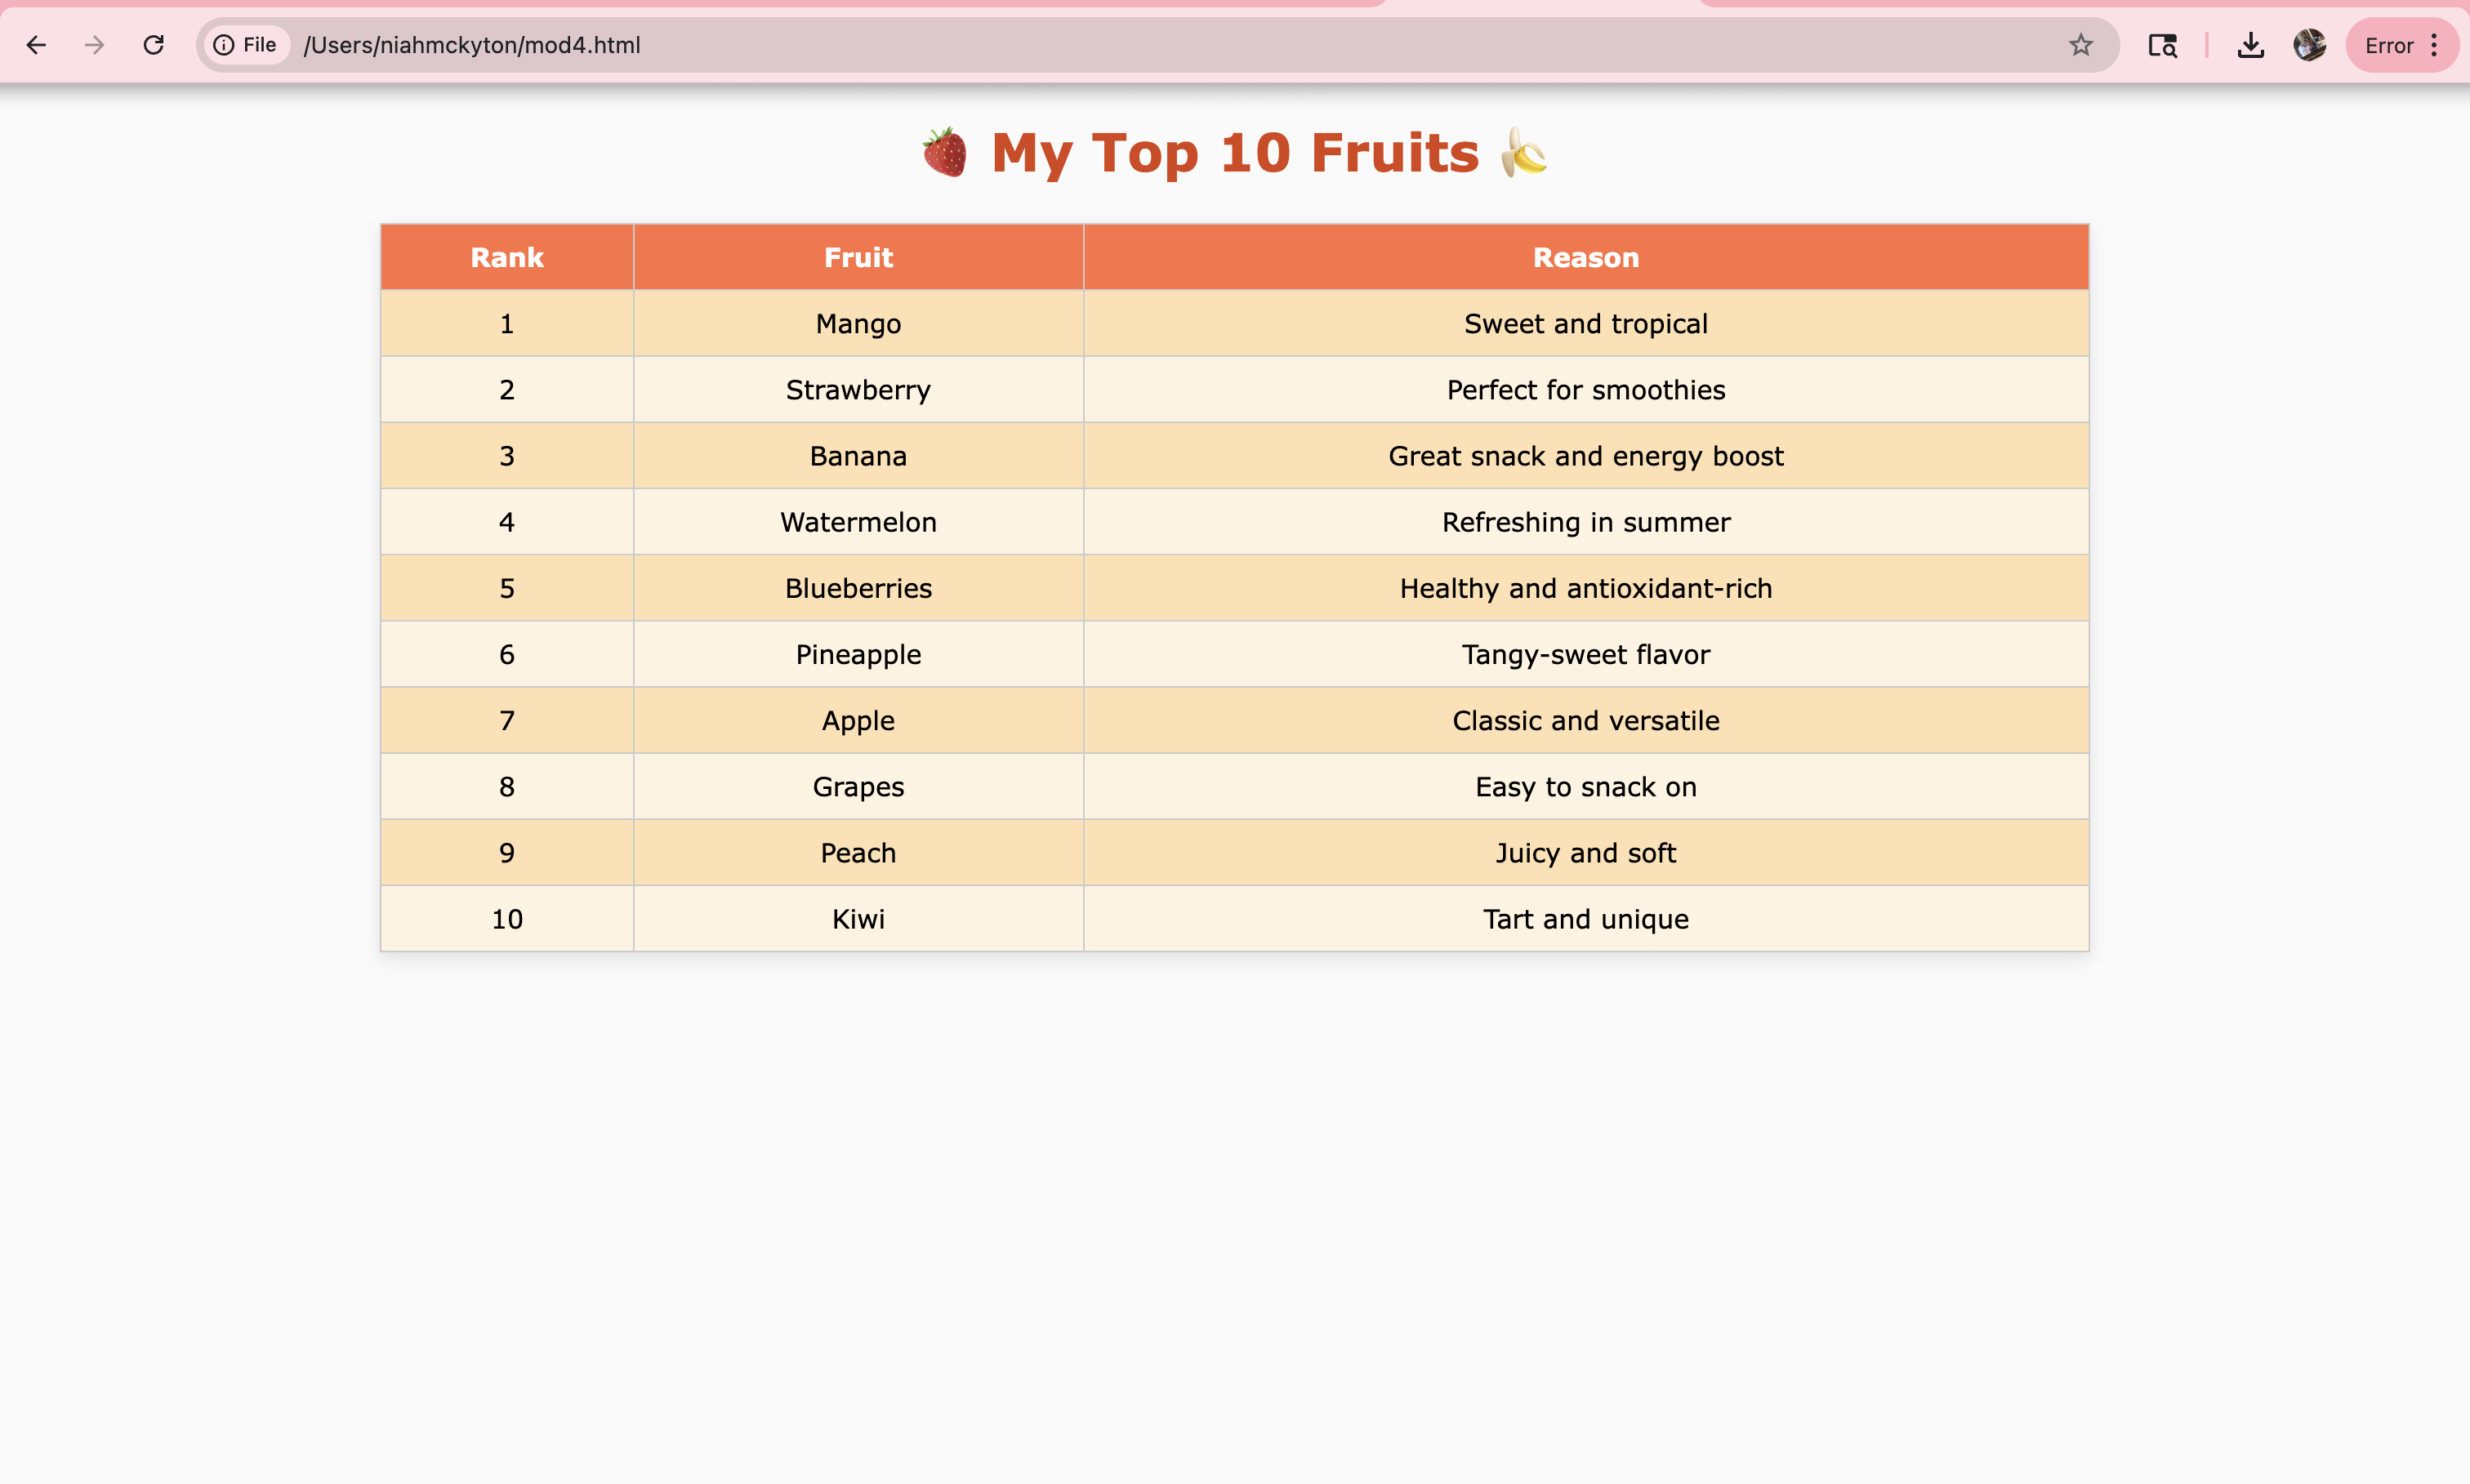 File /Users/niahmckyton/mod4.html Error
🍓 My Top 10 Fruits 🍌
Rank Fruit Reason
1 Mango Sweet and tropical
2 Strawberry Perfect for smoothies
3 Banana Great snack and energy boost
4 Watermelon Refreshing in summer
5 Blueberries Healthy and antioxidant-rich
6 Pineapple Tangy-sweet flavor
7 Apple Classic and versatile
8 Grapes Easy to snack on
9 Peach Juicy and soft
10 Kiwi Tart and unique